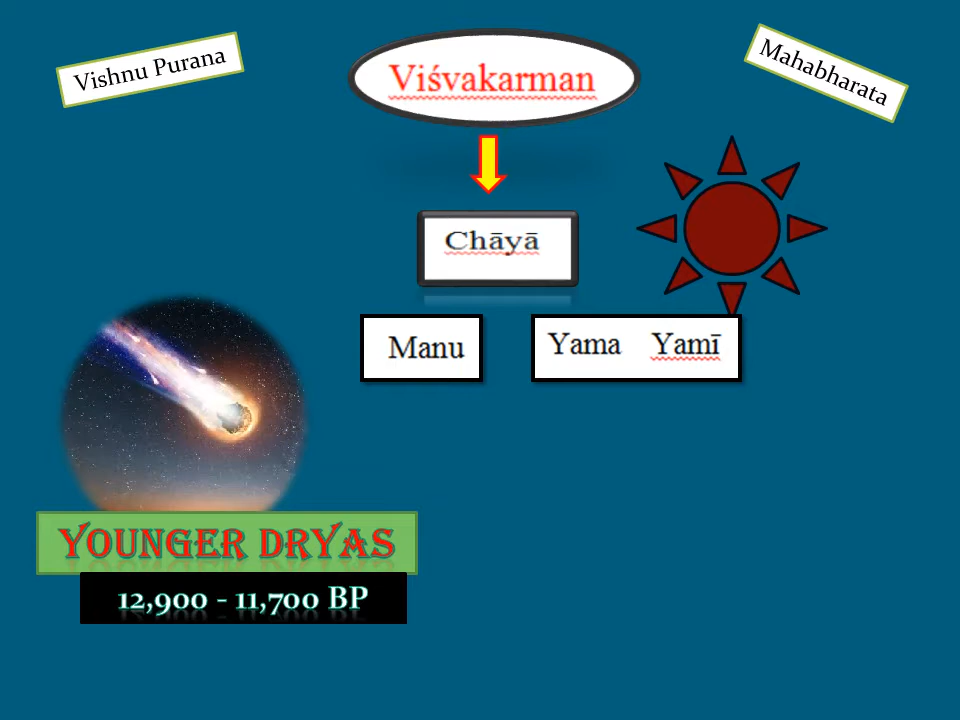 Vishnu Purana
Viśvakarman
Mahabharata
Chāyā
Manu
Yama Yamī
YOUNGER DRYAS
12,900 - 11,700 BP